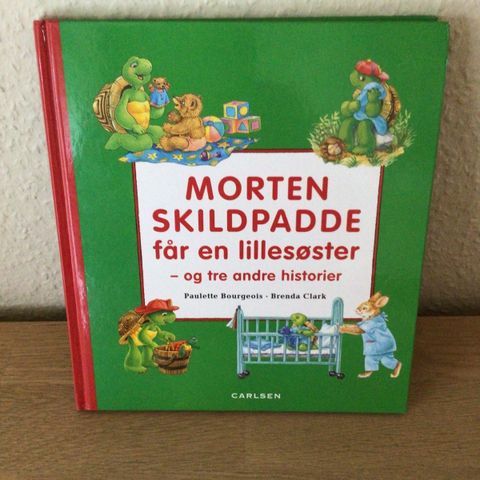 MORTEN
SKILDPADDE
får en lillesøster
– og tre andre historier
Paulette Bourgeois · Brenda Clark
CARLSEN